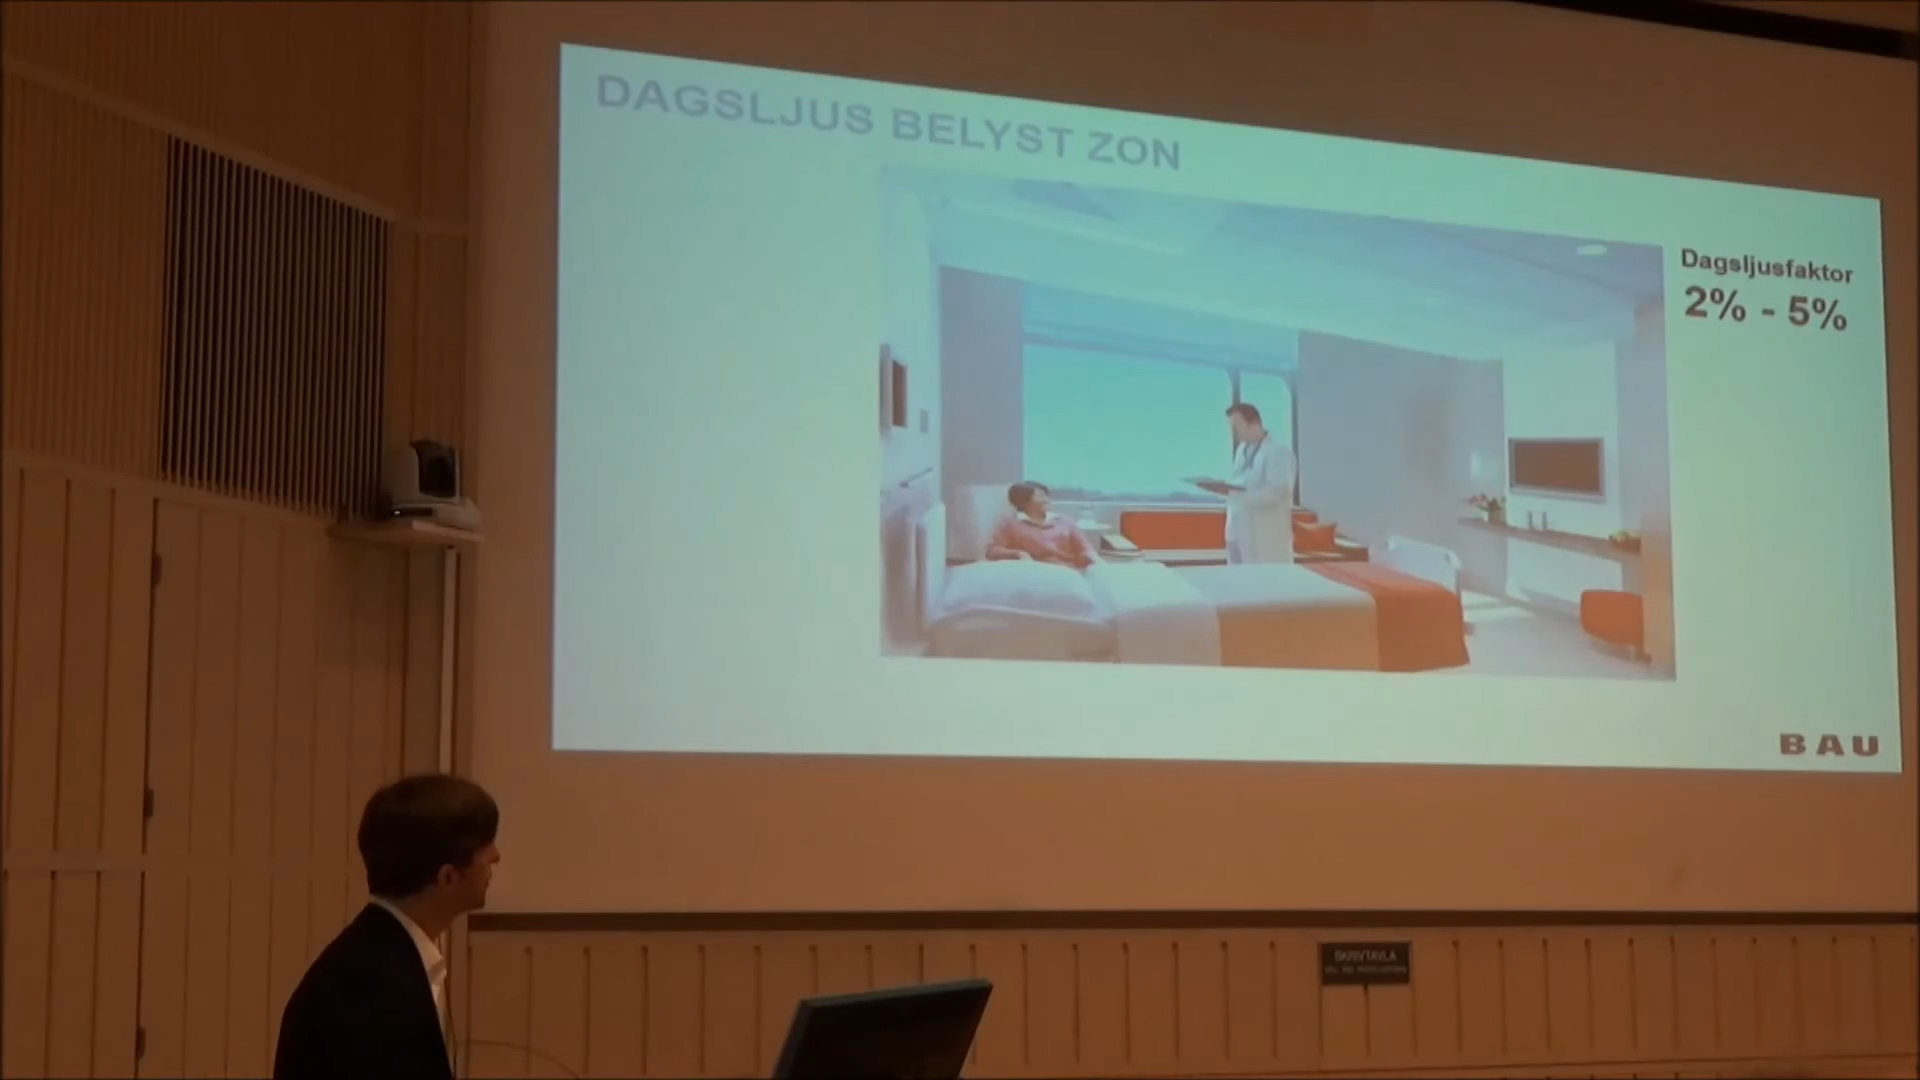 DAGSLJUS BELYST ZON
Dagsljusfaktor
2% - 5%
BAU
SKRIVTAVLA